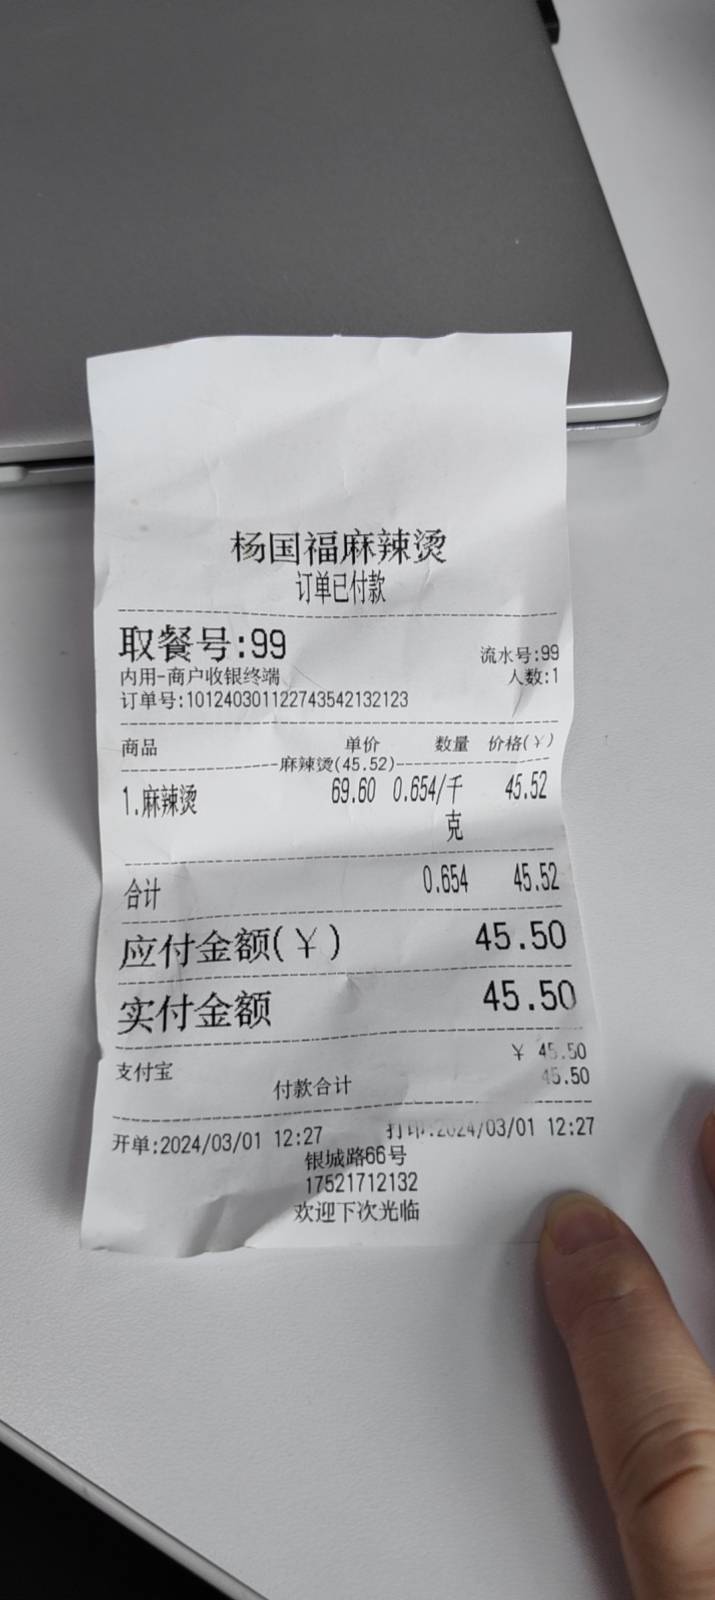 杨国福麻辣烫
订单已付款
取餐号:99
流水号:99
内用-商户收银终端
人数:1
订单号:101240301122743542132123
商品 单价 数量 价格(¥)
麻辣烫(45.52)
1.麻辣烫 69.60 0.654/千克 45.52
合计 0.654 45.52
应付金额(¥) 45.50
实付金额 45.50
支付宝 ¥ 45.50
付款合计 45.50
开单:2024/03/01 12:27 打印:2024/03/01 12:27
银城路66号
17521712132
欢迎下次光临